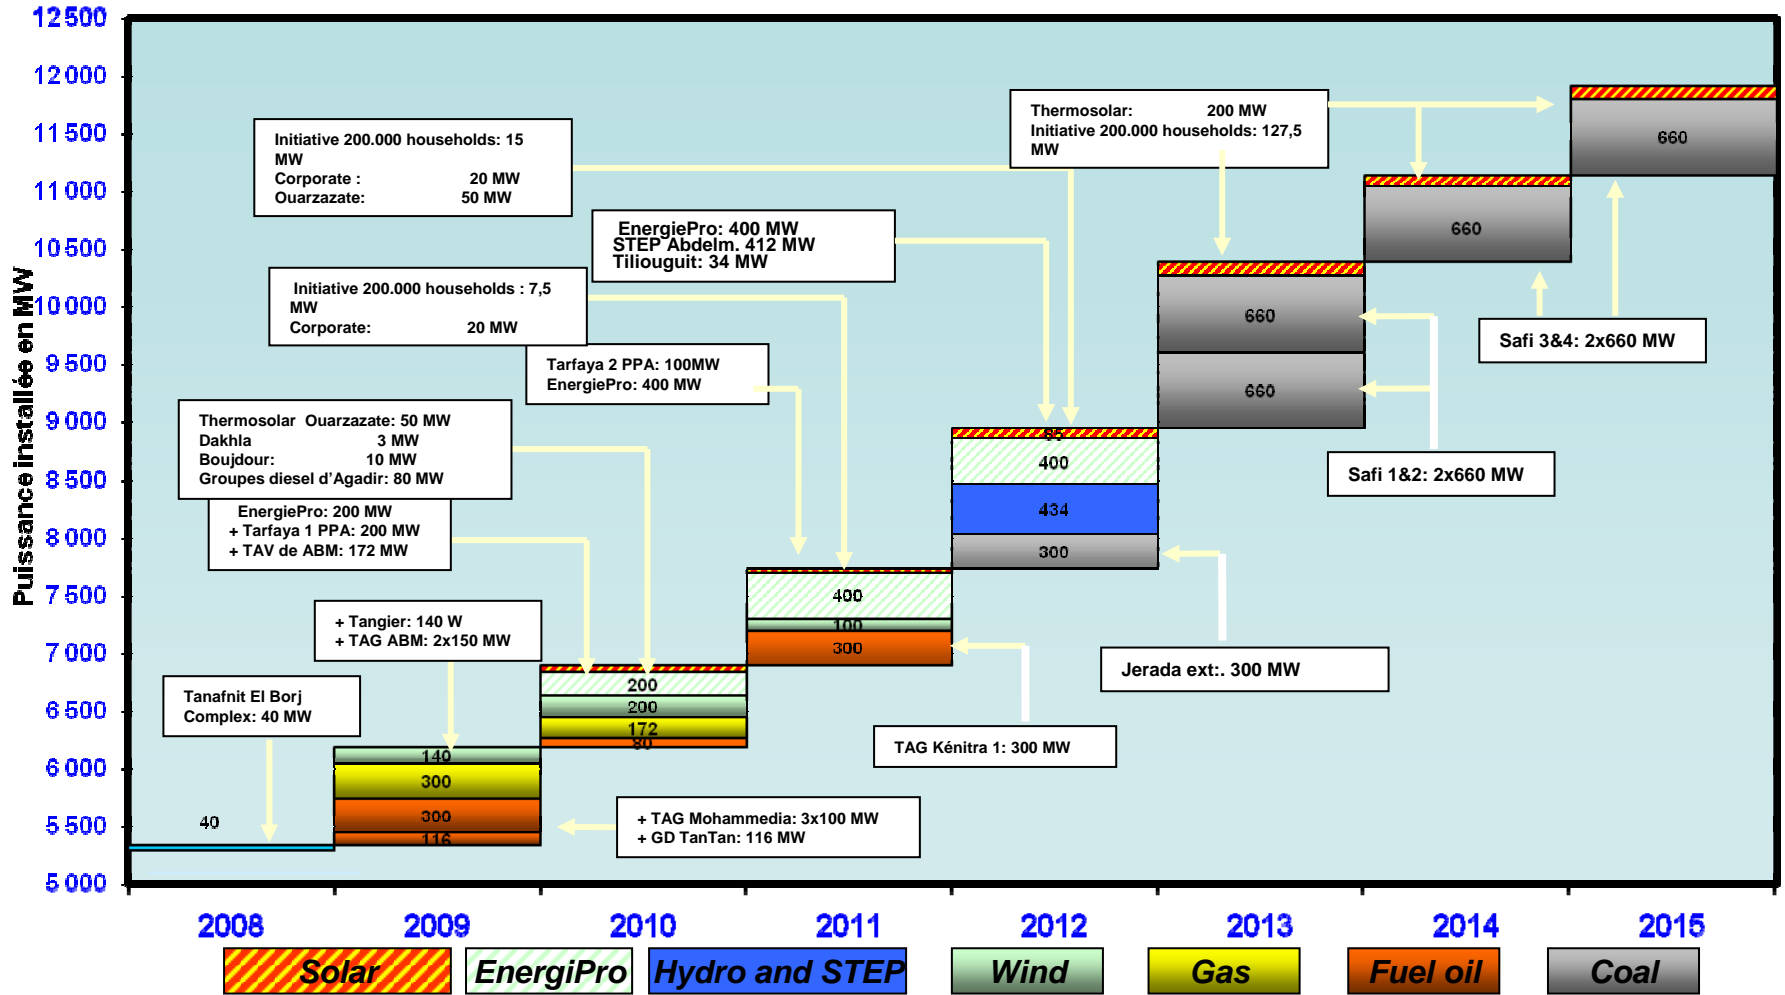 Puissance installée en MW
12 500
12 000
11 500
11 000
10 500
10 000
9 500
9 000
8 500
8 000
7 500
7 000
6 500
6 000
5 500
5 000
Initiative 200.000 households: 15
MW
Corporate : 20 MW
Ouarzazate: 50 MW
Thermosolar: 200 MW
Initiative 200.000 households: 127,5
MW
EnergiePro: 400 MW
STEP Abdelm. 412 MW
Tiliouguit: 34 MW
Initiative 200.000 households : 7,5
MW
Corporate: 20 MW
Tarfaya 2 PPA: 100MW
EnergiePro: 400 MW
Thermosolar Ouarzazate: 50 MW
Dakhla 3 MW
Boujdour: 10 MW
Groupes diesel d’Agadir: 80 MW
EnergiePro: 200 MW
+ Tarfaya 1 PPA: 200 MW
+ TAV de ABM: 172 MW
+ Tangier: 140 W
+ TAG ABM: 2x150 MW
Tanafnit El Borj
Complex: 40 MW
+ TAG Mohammedia: 3x100 MW
+ GD TanTan: 116 MW
TAG Kénitra 1: 300 MW
Jerada ext:. 300 MW
Safi 1&2: 2x660 MW
Safi 3&4: 2x660 MW
40
140
300
300
116
200
200
172
80
400
100
300
400
434
300
660
660
660
660
2008
2009
2010
2011
2012
2013
2014
2015
Solar
EnergiPro
Hydro and STEP
Wind
Gas
Fuel oil
Coal